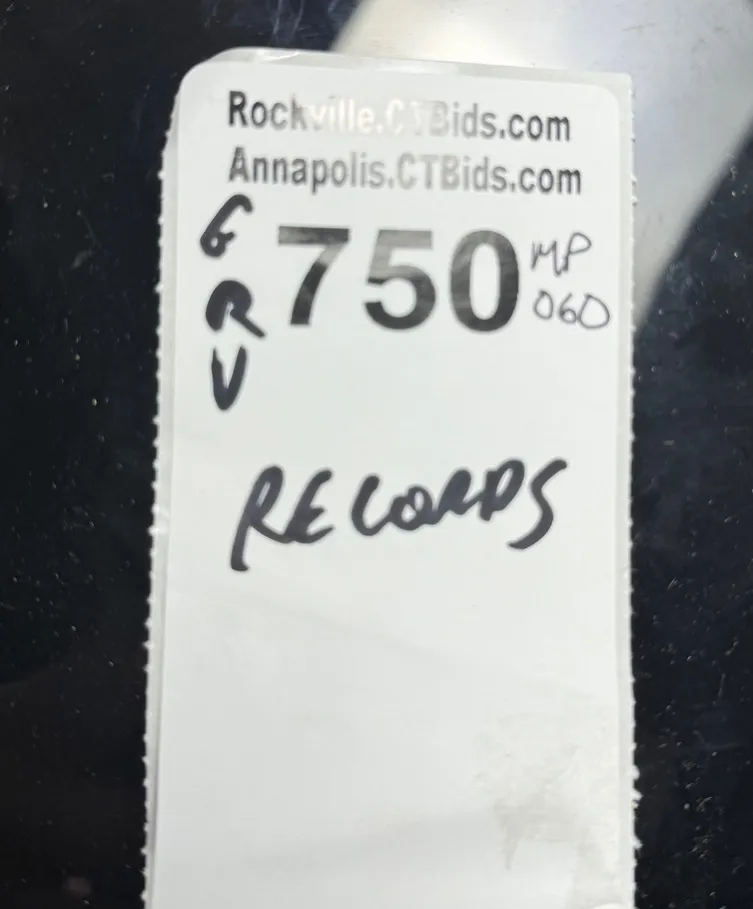 Rockville.CTBids.com
Annapolis.CTBids.com
G
R
V
750
MP
060
RECORDS